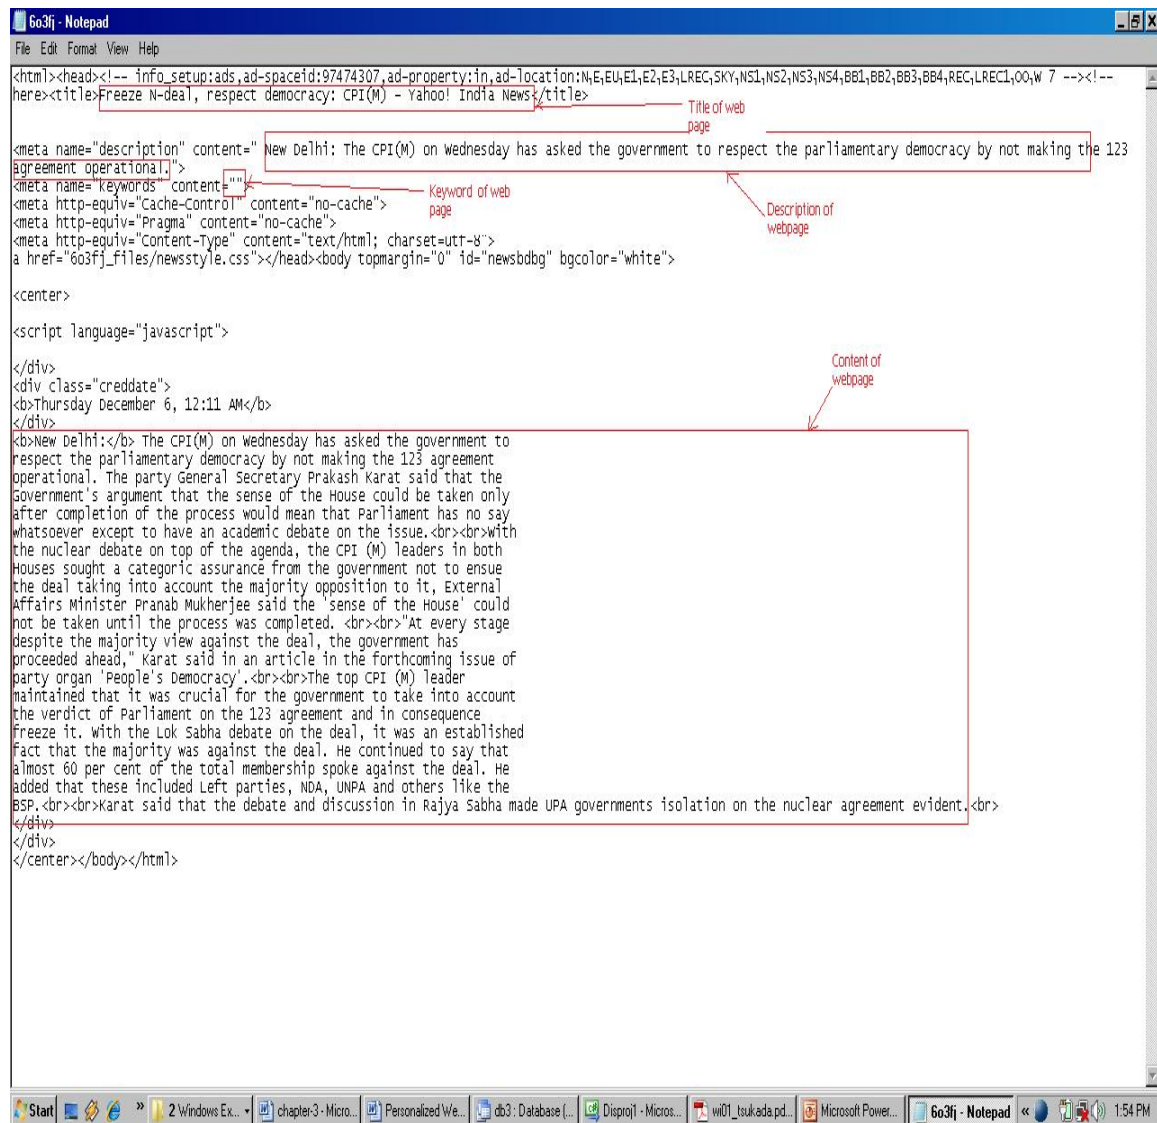 6o3fj - Notepad
File Edit Format View Help
<html><head><!-- info_setup:ads,ad-spaceid:97474307,ad-property:in,ad-location:N,E,EU,E1,E2,E3,LREC,SKY,NS1,NS2,NS3,NS4,BB1,BB2,BB3,BB4,REC,LREC1,OO,W 7 --><!--
here><title>Freeze N-deal, respect democracy: CPI(M) - Yahoo! India News</title>
Title of web
page
<meta name="description" content=" New Delhi: The CPI(M) on Wednesday has asked the government to respect the parliamentary democracy by not making the 123
agreement operational.">
<meta name="keywords" content="">
Keyword of web
page
<meta http-equiv="Cache-Control" content="no-cache">
<meta http-equiv="Pragma" content="no-cache">
Description of
webpage
<meta http-equiv="Content-Type" content="text/html; charset=utf-8">
a href="6o3fj_files/newsstyle.css"></head><body topmargin="0" id="newsbdbg" bgcolor="white">
<center>
<script language="javascript">
Content of
webpage
</div>
<div class="creddate">
<b>Thursday December 6, 12:11 AM</b>
</div>
<b>New Delhi:</b> The CPI(M) on Wednesday has asked the government to
respect the parliamentary democracy by not making the 123 agreement
operational. The party General Secretary Prakash Karat said that the
Government's argument that the sense of the House could be taken only
after completion of the process would mean that Parliament has no say
whatsoever except to have an academic debate on the issue.<br><br>With
the nuclear debate on top of the agenda, the CPI (M) leaders in both
Houses sought a categoric assurance from the government not to ensue
the deal taking into account the majority opposition to it, External
Affairs Minister Pranab Mukherjee said the 'sense of the House' could
not be taken until the process was completed. <br><br>"At every stage
despite the majority view against the deal, the government has
proceeded ahead," Karat said in an article in the forthcoming issue of
party organ 'People's Democracy'.<br><br>The top CPI (M) leader
maintained that it was crucial for the government to take into account
the verdict of Parliament on the 123 agreement and in consequence
freeze it. With the Lok Sabha debate on the deal, it was an established
fact that the majority was against the deal. He continued to say that
almost 60 per cent of the total membership spoke against the deal. He
added that these included Left parties, NDA, UNPA and others like the
BSP.<br><br>Karat said that the debate and discussion in Rajya Sabha made UPA governments isolation on the nuclear agreement evident.<br>
</div>
</div>
</center></body></html>
Start » 2 Windows Ex... chapter-3 - Micro... Personalized We... db3 : Database (... Disproj1 - Micros... wi01_tsukada.pd... Microsoft Power... 6o3fj - Notepad « 1:54 PM